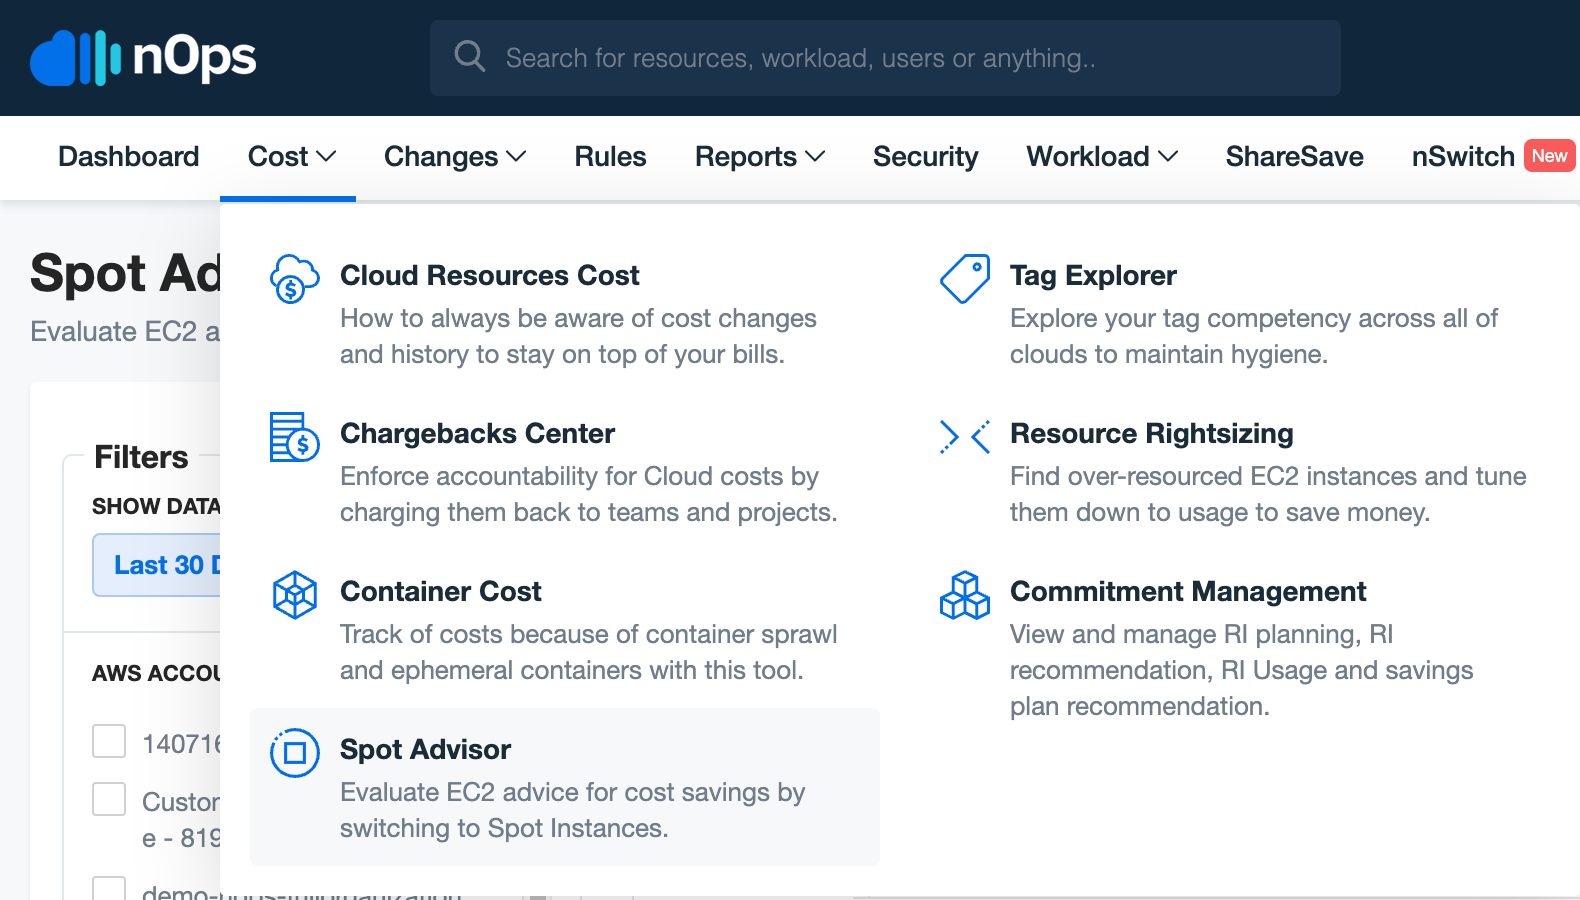 nOps
Search for resources, workload, users or anything..
Dashboard Cost Changes Rules Reports Security Workload ShareSave nSwitch New
Spot Ad
Evaluate EC2 a
Filters
SHOW DATA
Last 30 D
AWS ACCOU
140716
Custor
e - 819
Cloud Resources Cost
How to always be aware of cost changes
and history to stay on top of your bills.
Tag Explorer
Explore your tag competency across all of
clouds to maintain hygiene.
Chargebacks Center
Enforce accountability for Cloud costs by
charging them back to teams and projects.
Resource Rightsizing
Find over-resourced EC2 instances and tune
them down to usage to save money.
Container Cost
Track of costs because of container sprawl
and ephemeral containers with this tool.
Commitment Management
View and manage RI planning, RI
recommendation, RI Usage and savings
plan recommendation.
Spot Advisor
Evaluate EC2 advice for cost savings by
switching to Spot Instances.